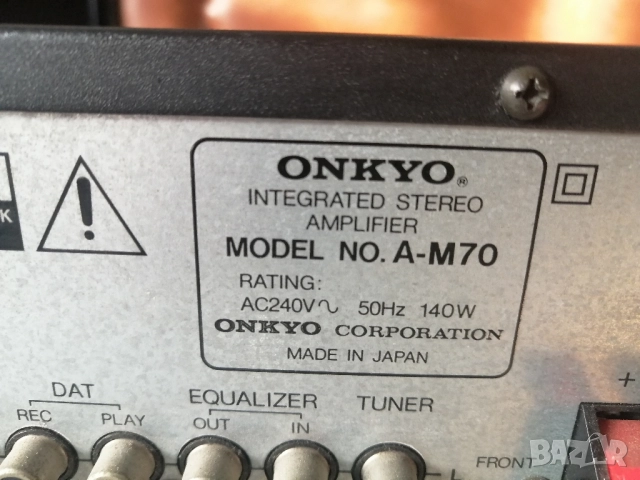 K
ONKYO®
INTEGRATED STEREO
AMPLIFIER
MODEL NO. A-M70
RATING:
AC240V∿ 50Hz 140W
ONKYO CORPORATION
MADE IN JAPAN
DAT
REC PLAY
EQUALIZER
OUT IN
TUNER
L
FRONT
+
BAZAR